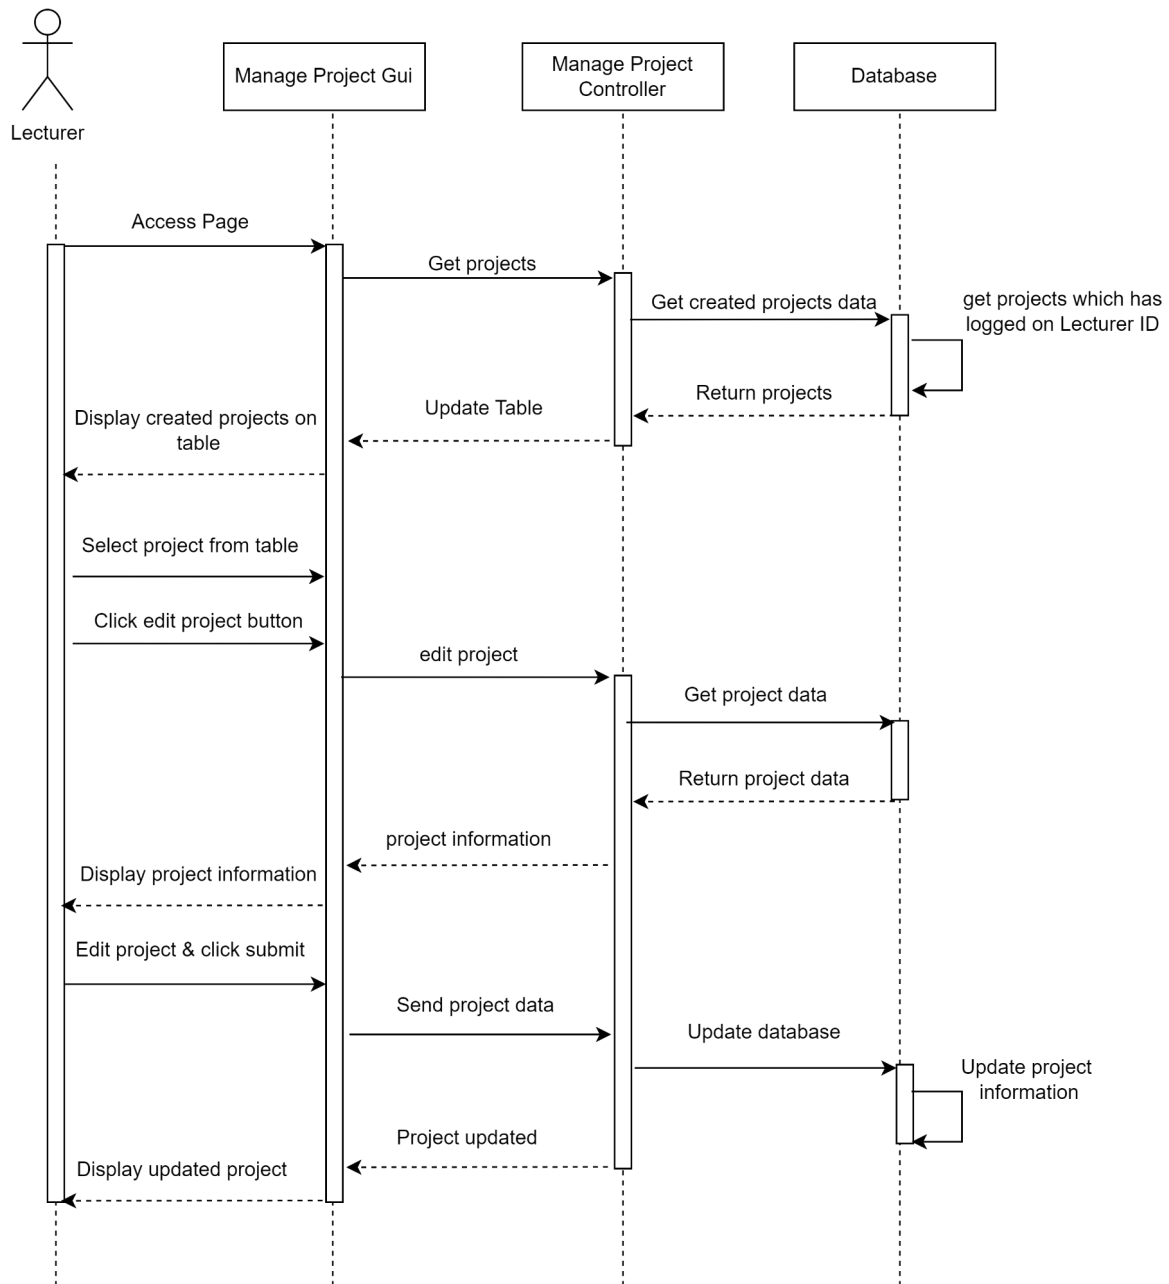 Lecturer
Manage Project Gui
Manage Project
Controller
Database
Access Page
Get projects
Get created projects data
get projects which has
logged on Lecturer ID
Return projects
Update Table
Display created projects on
table
Select project from table
Click edit project button
edit project
Get project data
Return project data
project information
Display project information
Edit project & click submit
Send project data
Update database
Update project
information
Project updated
Display updated project